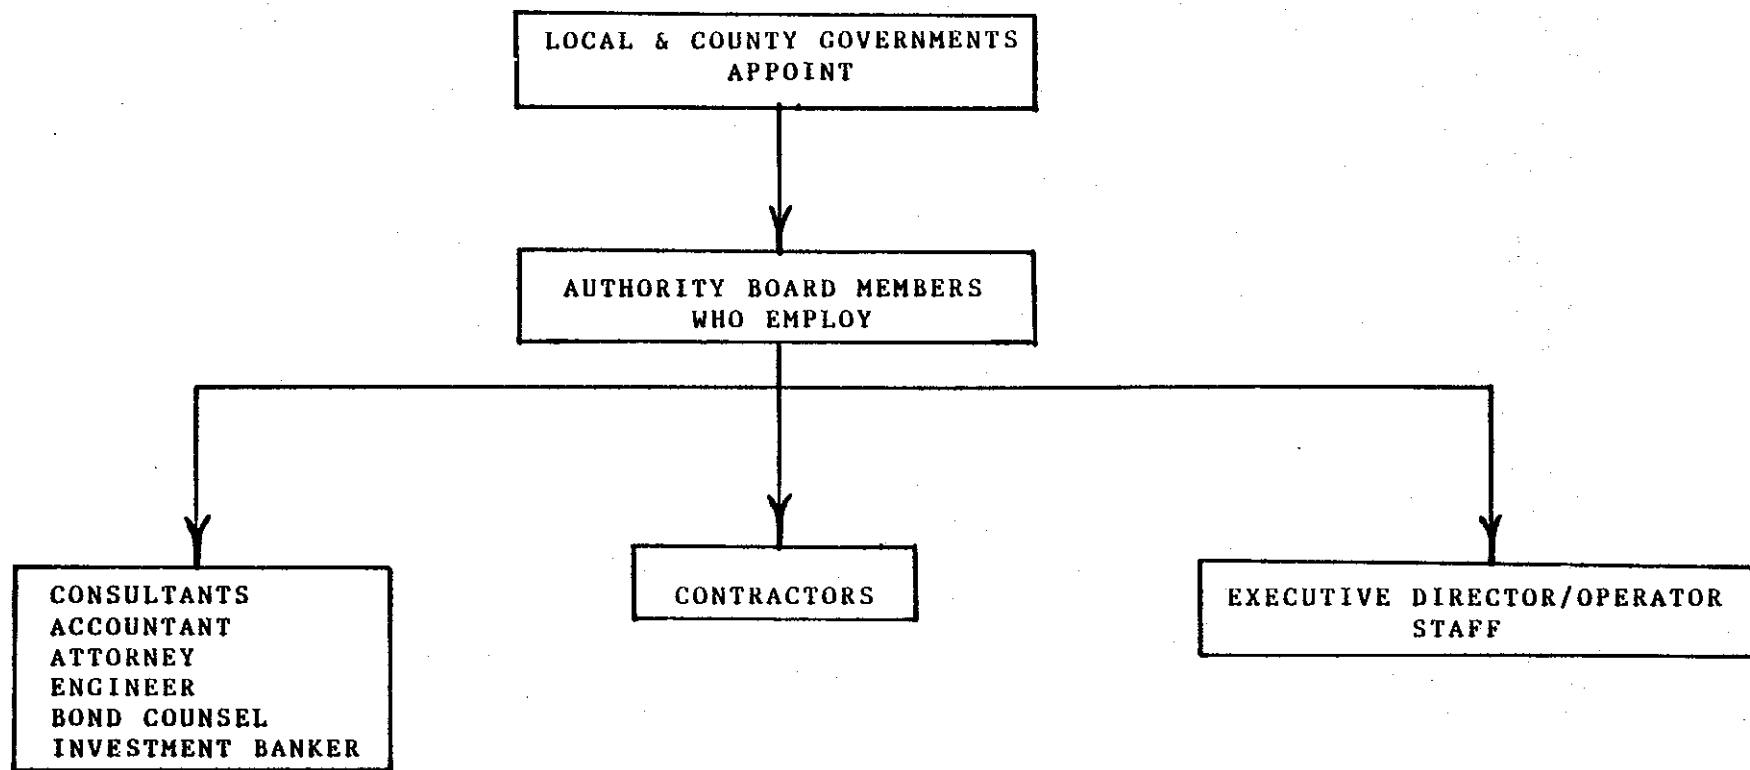 LOCAL & COUNTY GOVERNMENTS
APPOINT
AUTHORITY BOARD MEMBERS
WHO EMPLOY
CONSULTANTS
ACCOUNTANT
ATTORNEY
ENGINEER
BOND COUNSEL
INVESTMENT BANKER
CONTRACTORS
EXECUTIVE DIRECTOR/OPERATOR
STAFF